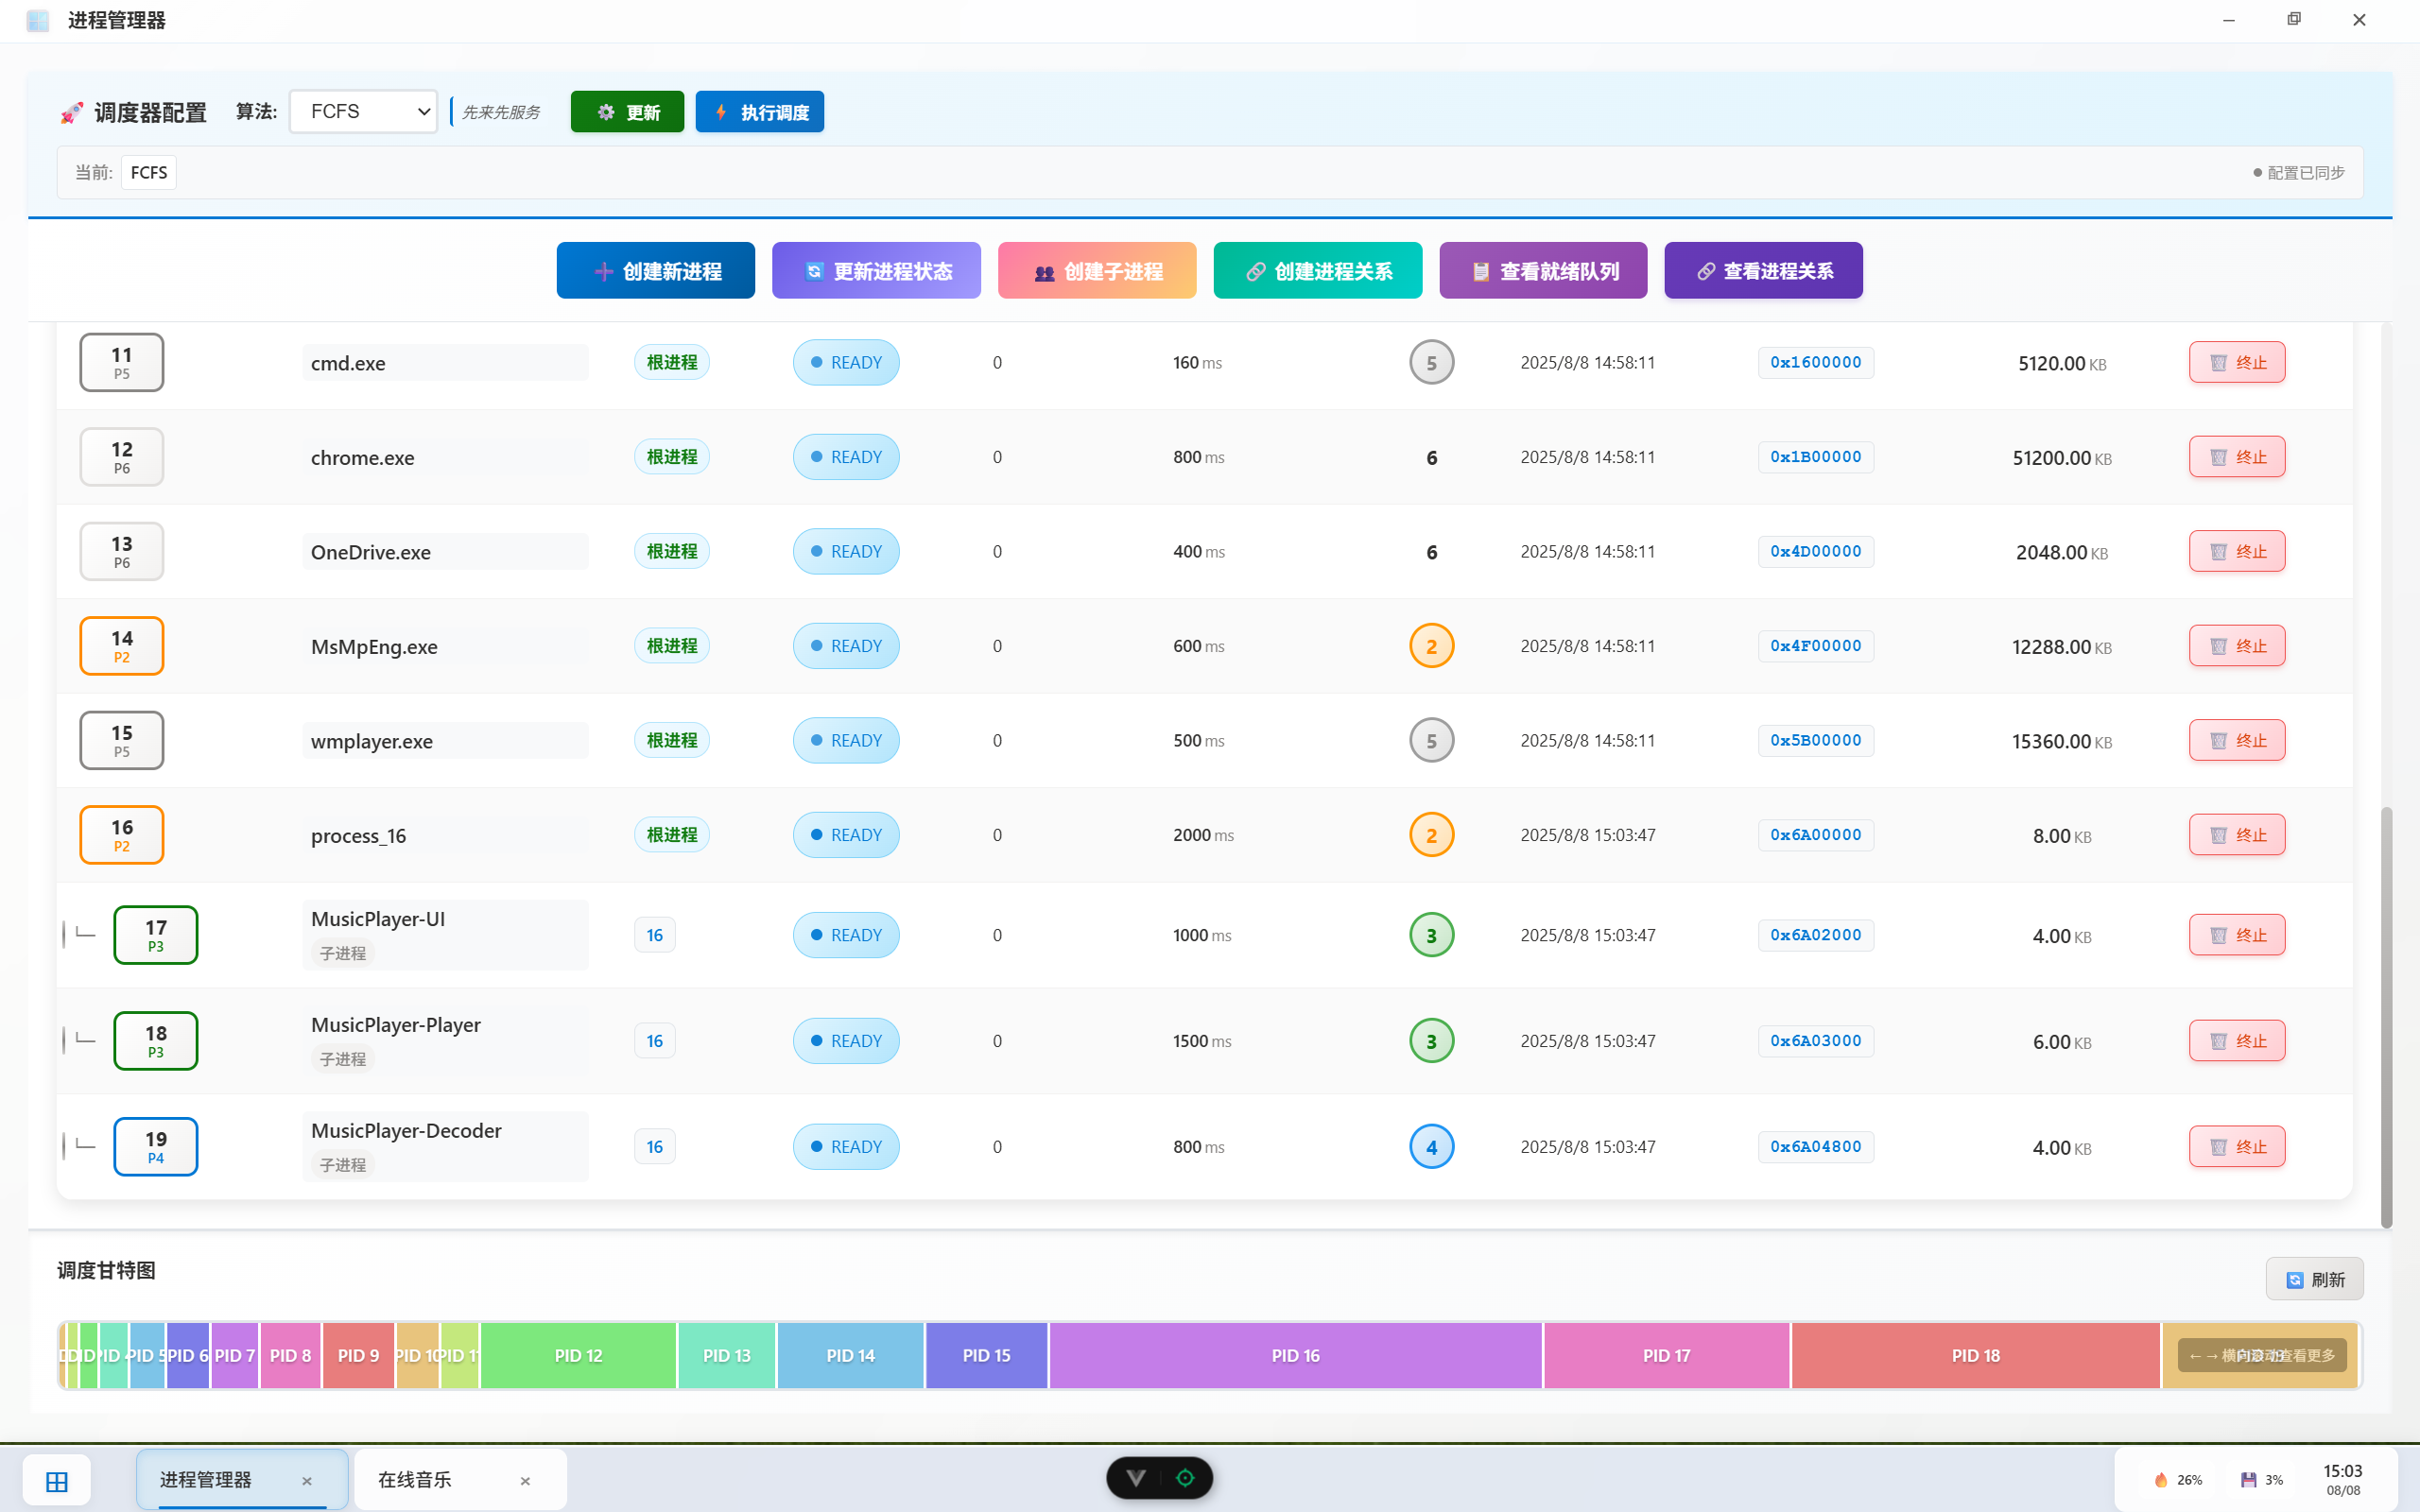 进程管理器
调度器配置 算法: FCFS 先来先服务 更新 执行调度
当前: FCFS 配置已同步
创建新进程 更新进程状态 创建子进程 创建进程关系 查看就绪队列 查看进程关系
11 P5 cmd.exe 根进程 READY 0 160 ms 5 2025/8/8 14:58:11 0x1600000 5120.00 KB 终止
12 P6 chrome.exe 根进程 READY 0 800 ms 6 2025/8/8 14:58:11 0x1B00000 51200.00 KB 终止
13 P6 OneDrive.exe 根进程 READY 0 400 ms 6 2025/8/8 14:58:11 0x4D00000 2048.00 KB 终止
14 P2 MsMpEng.exe 根进程 READY 0 600 ms 2 2025/8/8 14:58:11 0x4F00000 12288.00 KB 终止
15 P5 wmplayer.exe 根进程 READY 0 500 ms 5 2025/8/8 14:58:11 0x5B00000 15360.00 KB 终止
16 P2 process_16 根进程 READY 0 2000 ms 2 2025/8/8 15:03:47 0x6A00000 8.00 KB 终止
17 P3 MusicPlayer-UI 子进程 16 READY 0 1000 ms 3 2025/8/8 15:03:47 0x6A02000 4.00 KB 终止
18 P3 MusicPlayer-Player 子进程 16 READY 0 1500 ms 3 2025/8/8 15:03:47 0x6A03000 6.00 KB 终止
19 P4 MusicPlayer-Decoder 子进程 16 READY 0 800 ms 4 2025/8/8 15:03:47 0x6A04800 4.00 KB 终止
调度甘特图 刷新
PID 5 PID 6 PID 7 PID 8 PID 9 PID 10 PID 11 PID 12 PID 13 PID 14 PID 15 PID 16 PID 17 PID 18 ←→ 横向滚动查看更多
进程管理器 × 在线音乐 × 26% 3% 15:03
08/08